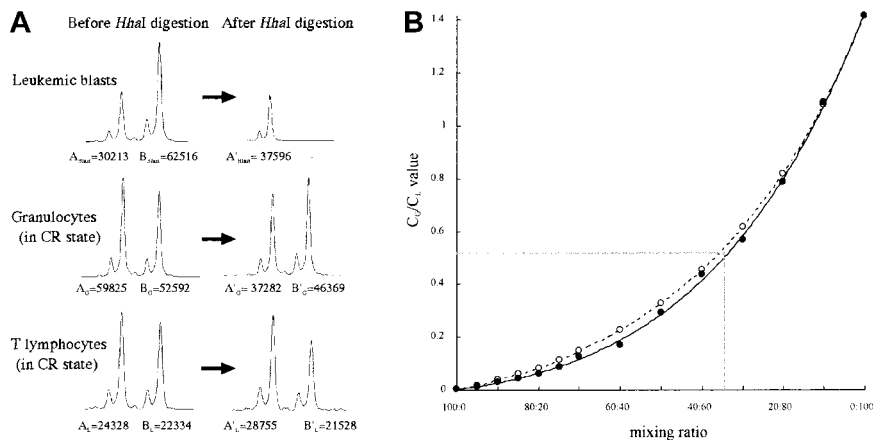 A
Before HhaI digestion
After HhaI digestion
Leukemic blasts
A_Blast=30213 B_Blast=62516
A'_Blast=37596
Granulocytes
(in CR state)
A_G=59825 B_G=52592
A'_G=37282 B'_G=46369
T lymphocytes
(in CR state)
A_L=24328 B_L=22334
A'_L=28755 B'_L=21528
B
C_G/C_L value
1.4
1.2
1
0.8
0.6
0.4
0.2
0
100:0 80:20 60:40 40:60 20:80 0:100
mixing ratio